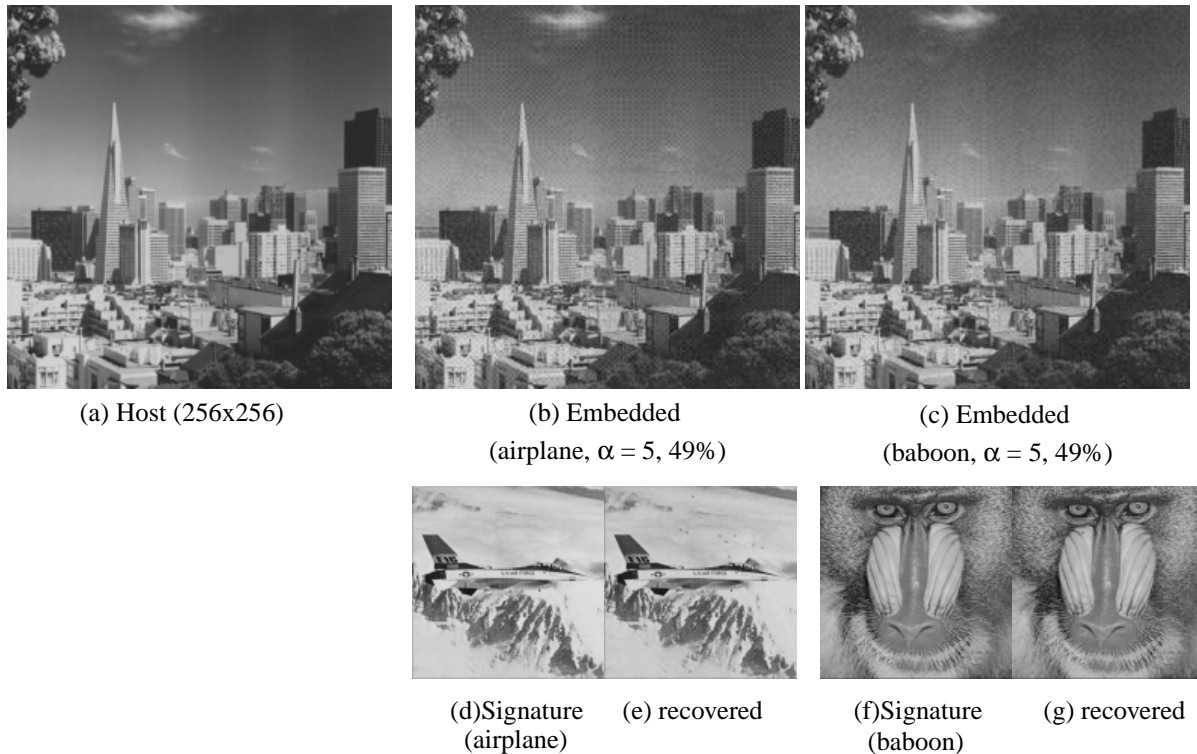 (a) Host (256x256)
(b) Embedded
(airplane, α = 5, 49%)
(c) Embedded
(baboon, α = 5, 49%)
(d)Signature
(airplane)
(e) recovered
(f)Signature
(baboon)
(g) recovered